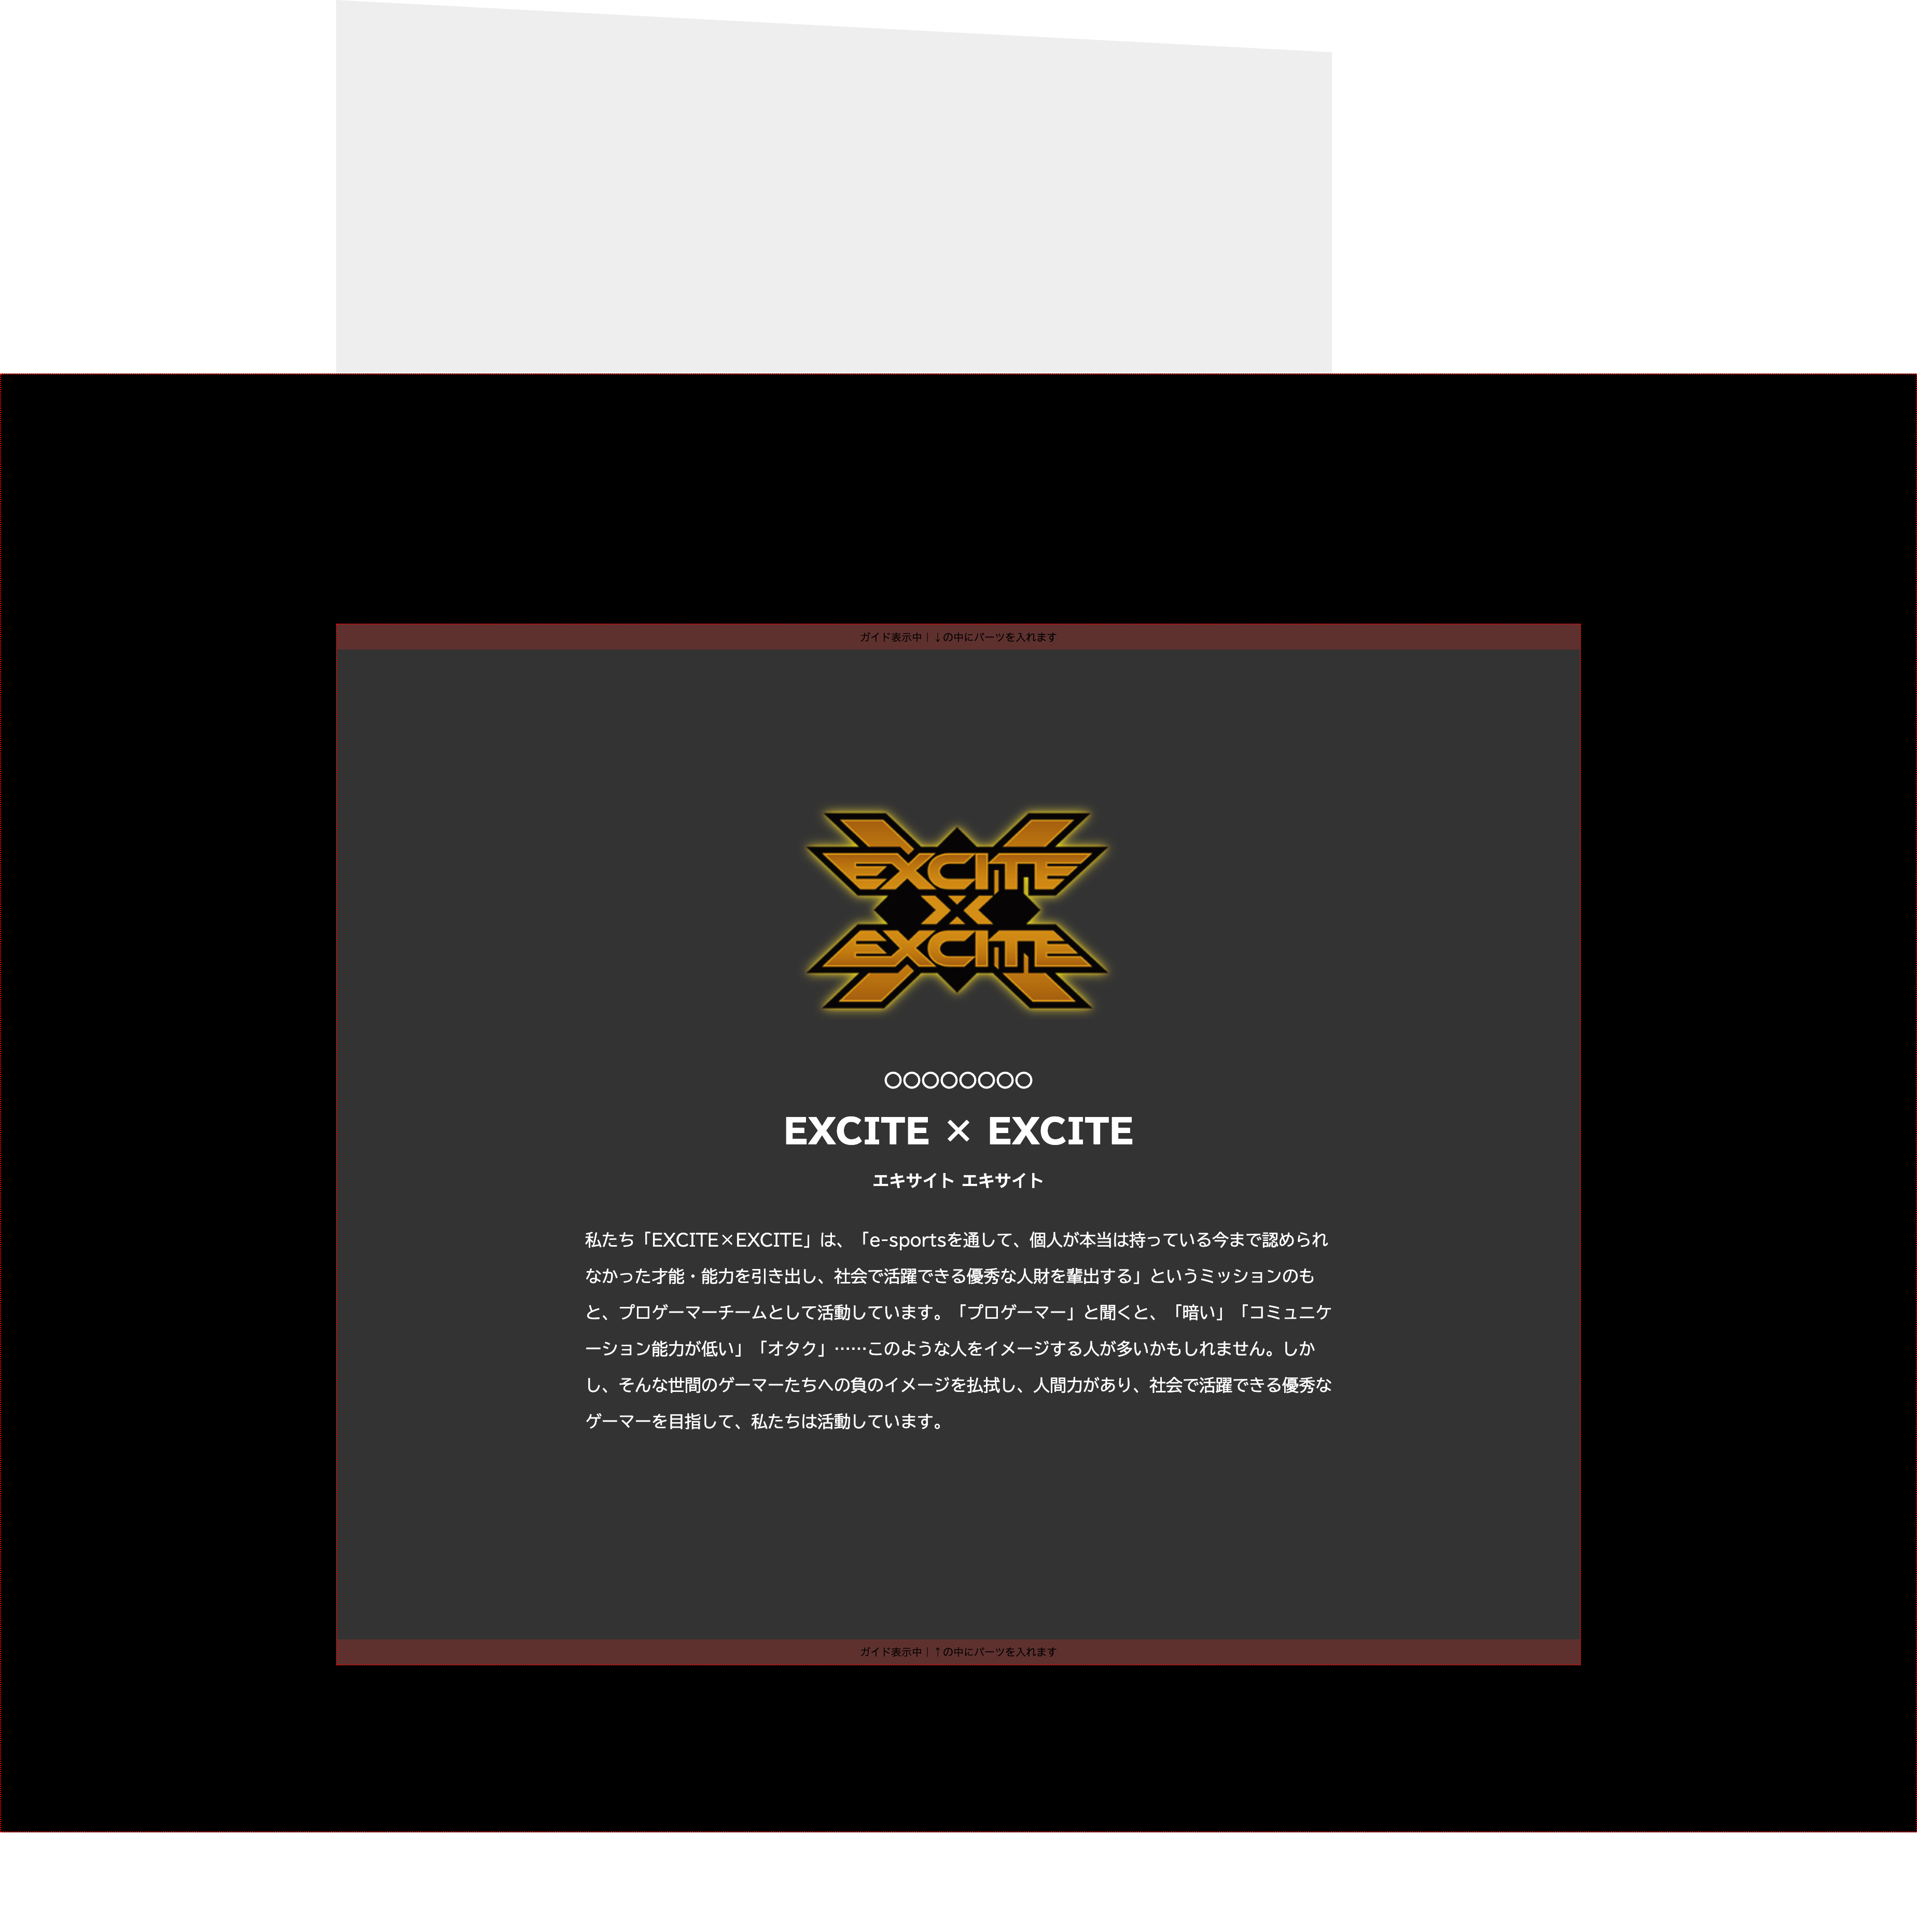 ガイド表示中｜↓の中にパーツを入れます
EXCITE
X
EXCITE
○○○○○○○○
EXCITE × EXCITE
エキサイト エキサイト
私たち「EXCITE×EXCITE」は、「e-sportsを通して、個人が本当は持っている今まで認められ
なかった才能・能力を引き出し、社会で活躍できる優秀な人財を輩出する」というミッションのも
と、プロゲーマーチームとして活動しています。「プロゲーマー」と聞くと、「暗い」「コミュニケ
ーション能力が低い」「オタク」……このような人をイメージする人が多いかもしれません。しか
し、そんな世間のゲーマーたちへの負のイメージを払拭し、人間力があり、社会で活躍できる優秀な
ゲーマーを目指して、私たちは活動しています。
ガイド表示中｜↑の中にパーツを入れます